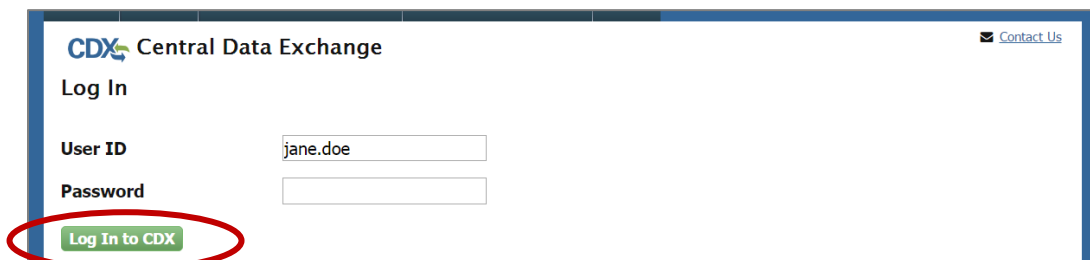 CDX Central Data Exchange
Contact Us
Log In
User ID jane.doe
Password
Log In to CDX